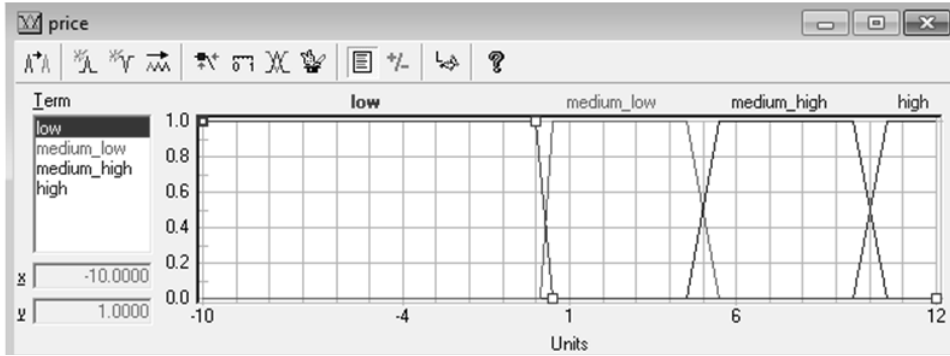 price
Term
low
medium_low
medium_high
high
low medium_low medium_high high
1.0
0.8
0.6
0.4
0.2
0.0
-10 -4 1 6 12
Units
x -10.0000
y 1.0000